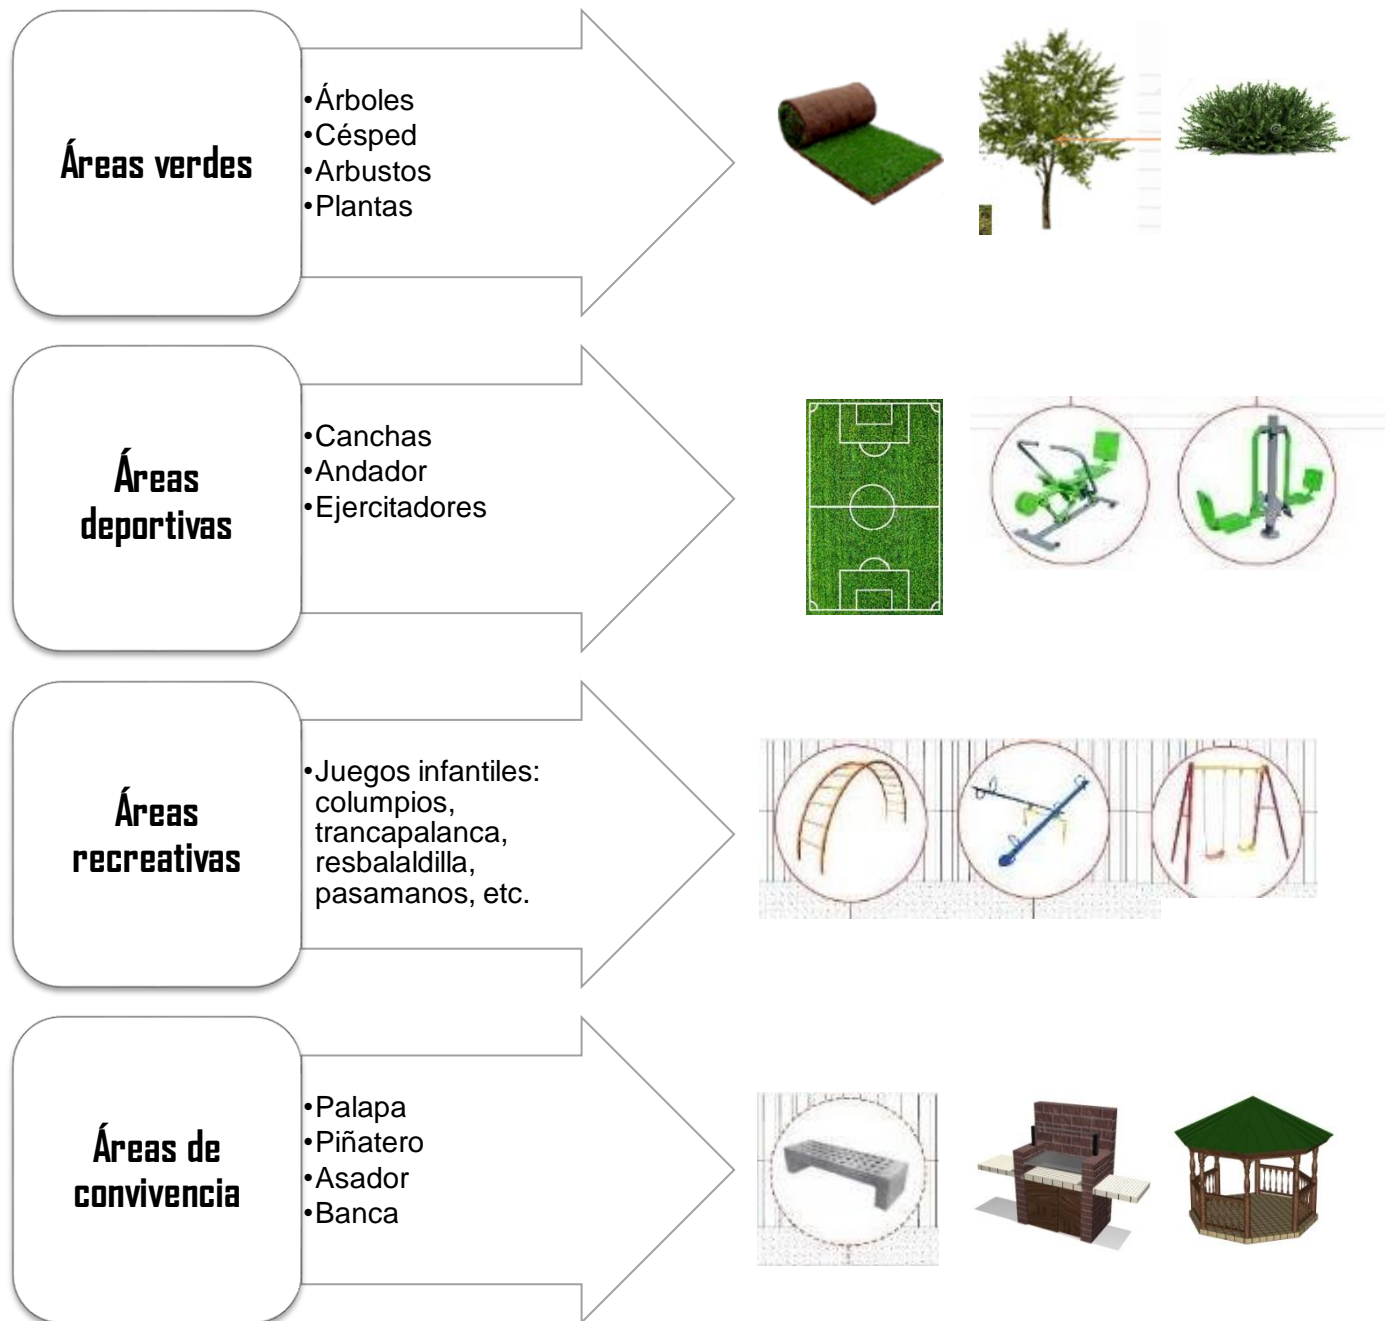 Áreas verdes
•Árboles
•Césped
•Arbustos
•Plantas
Áreas
deportivas
•Canchas
•Andador
•Ejercitadores
Áreas
recreativas
•Juegos infantiles:
columpios,
trancapalanca,
resbalaldilla,
pasamanos, etc.
Áreas de
convivencia
•Palapa
•Piñatero
•Asador
•Banca